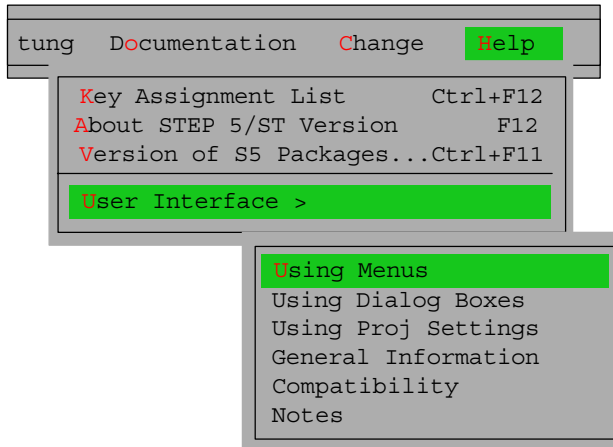 tung Documentation Change Help
Key Assignment List Ctrl+F12
About STEP 5/ST Version F12
Version of S5 Packages...Ctrl+F11
User Interface >
Using Menus
Using Dialog Boxes
Using Proj Settings
General Information
Compatibility
Notes